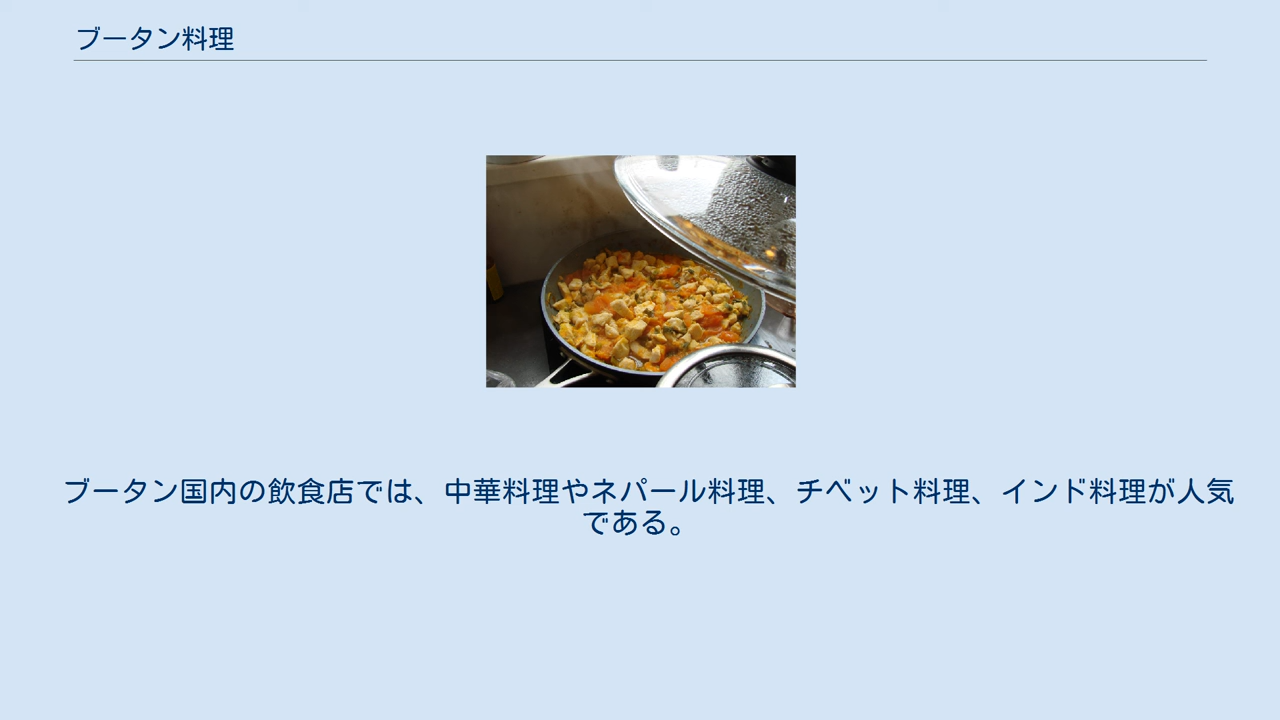 ブータン料理
ブータン国内の飲食店では、中華料理やネパール料理、チベット料理、インド料理が人気
である。